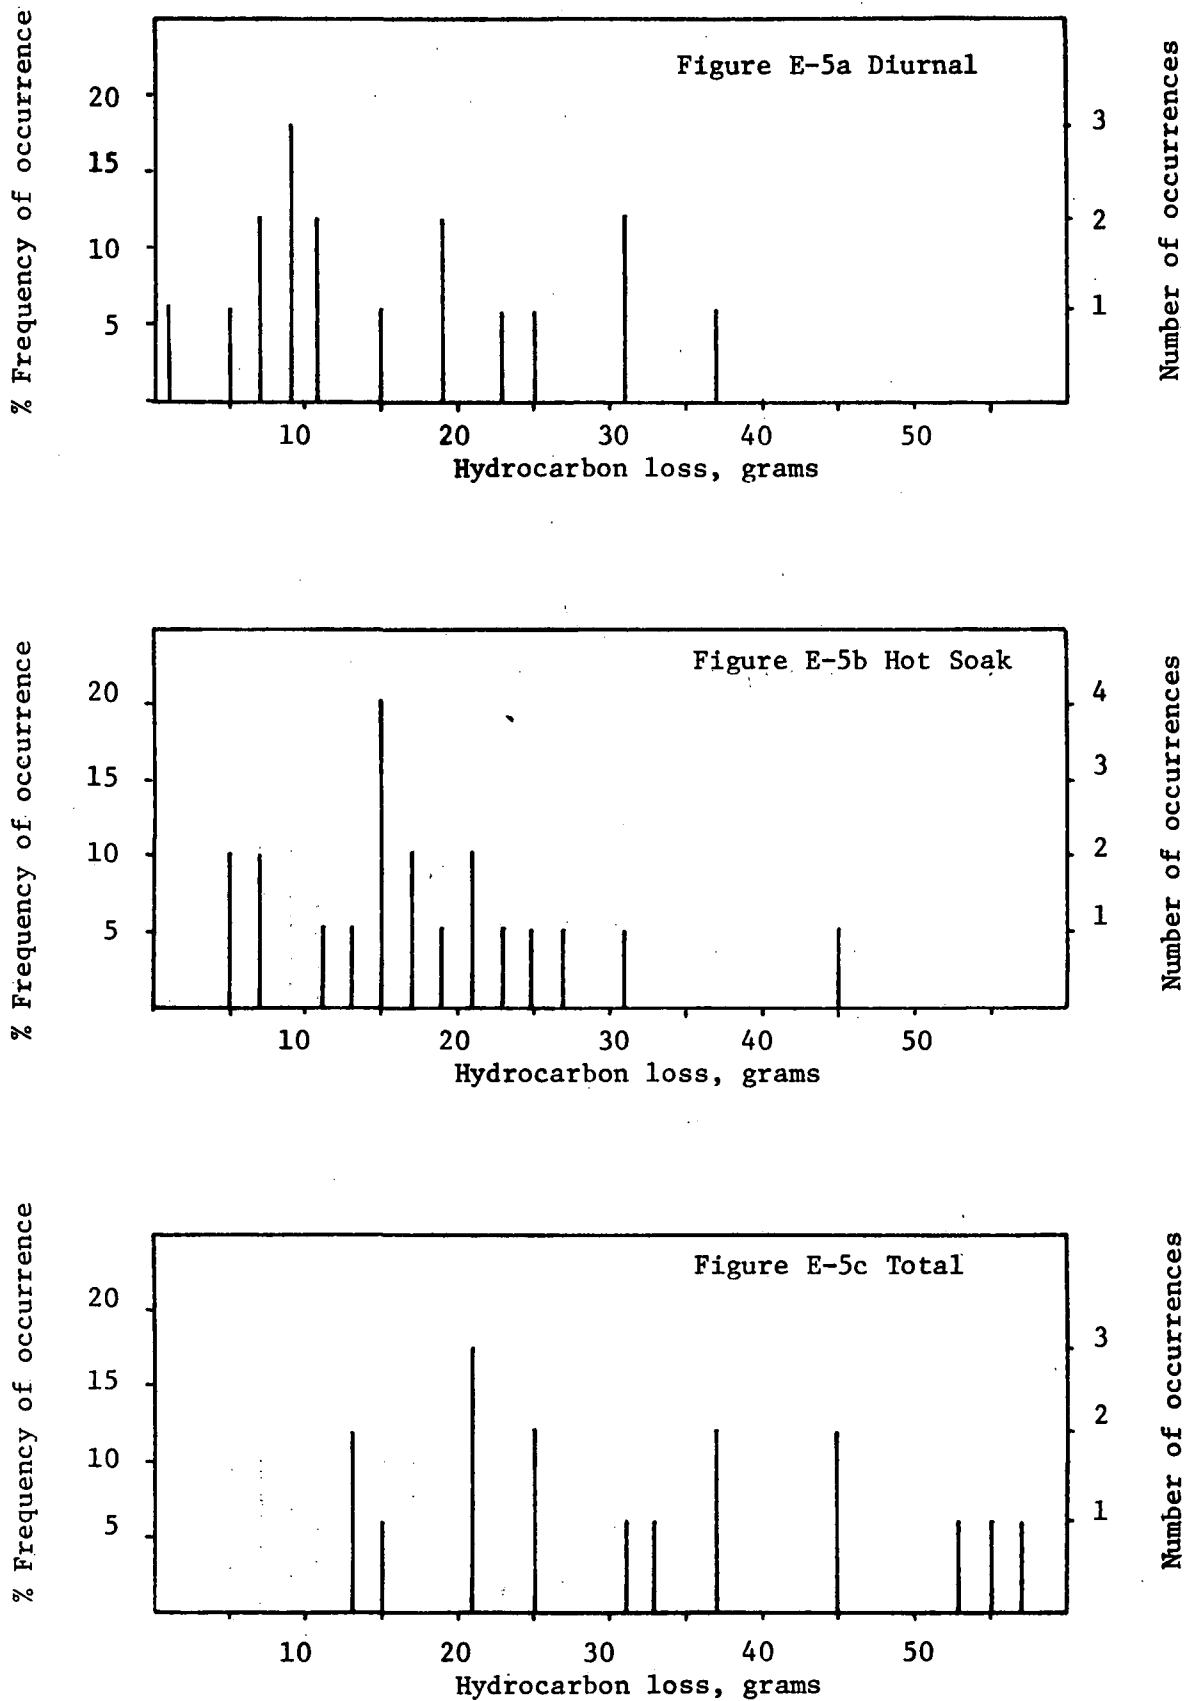 Figure E-5a Diurnal
% Frequency of occurrence
20
15
10
5
Number of occurrences
3
2
1
10 20 30 40 50
Hydrocarbon loss, grams
Figure E-5b Hot Soak
% Frequency of occurrence
20
15
10
5
Number of occurrences
4
3
2
1
10 20 30 40 50
Hydrocarbon loss, grams
Figure E-5c Total
% Frequency of occurrence
20
15
10
5
Number of occurrences
3
2
1
10 20 30 40 50
Hydrocarbon loss, grams